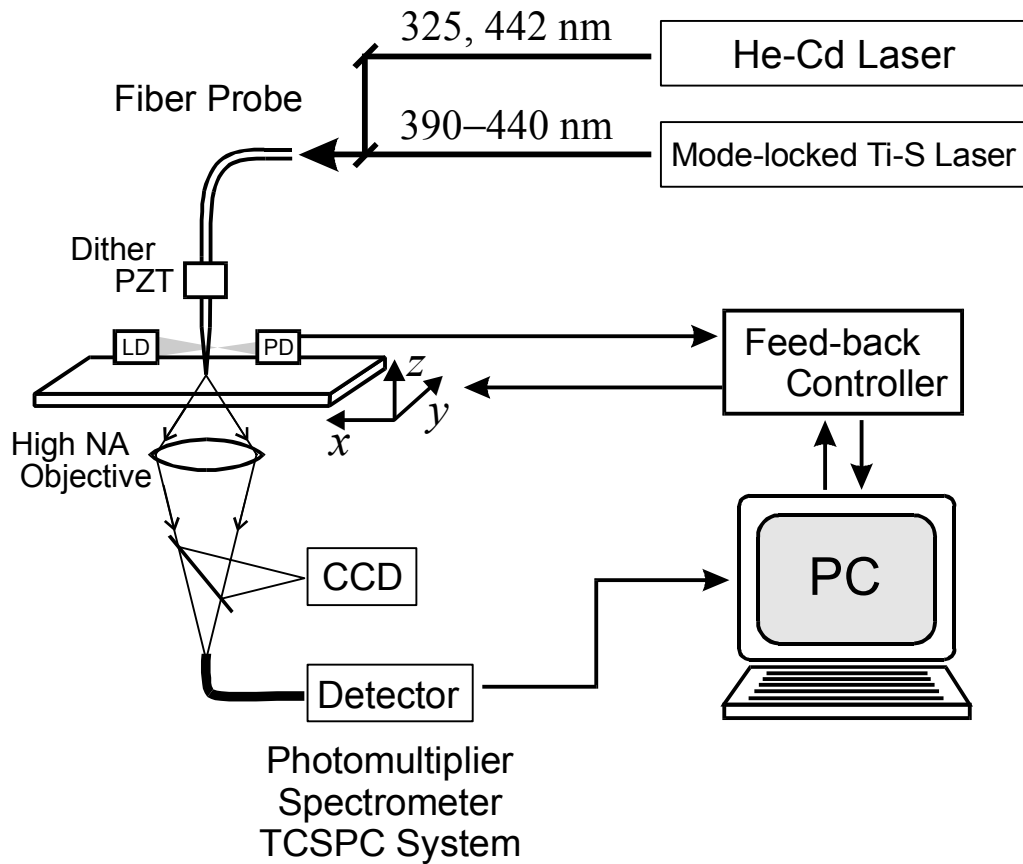 325, 442 nm
He-Cd Laser
Fiber Probe
390–440 nm
Mode-locked Ti-S Laser
Dither
PZT
LD
PD
Feed-back
Controller
z
y
x
High NA
Objective
CCD
PC
Detector
Photomultiplier
Spectrometer
TCSPC System